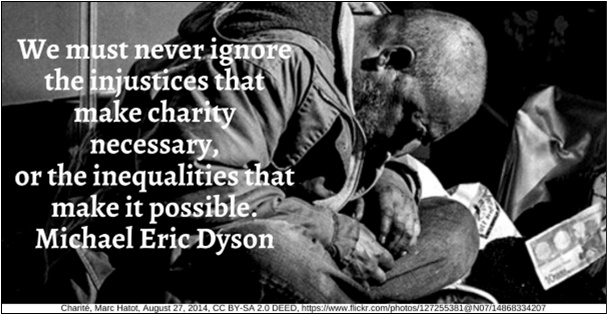 We must never ignore
the injustices that
make charity
necessary,
or the inequalities that
make it possible.
Michael Eric Dyson
Charité, Marc Hatot, August 27, 2014, CC BY-SA 2.0 DEED, https://www.flickr.com/photos/127255381@N07/14868334207